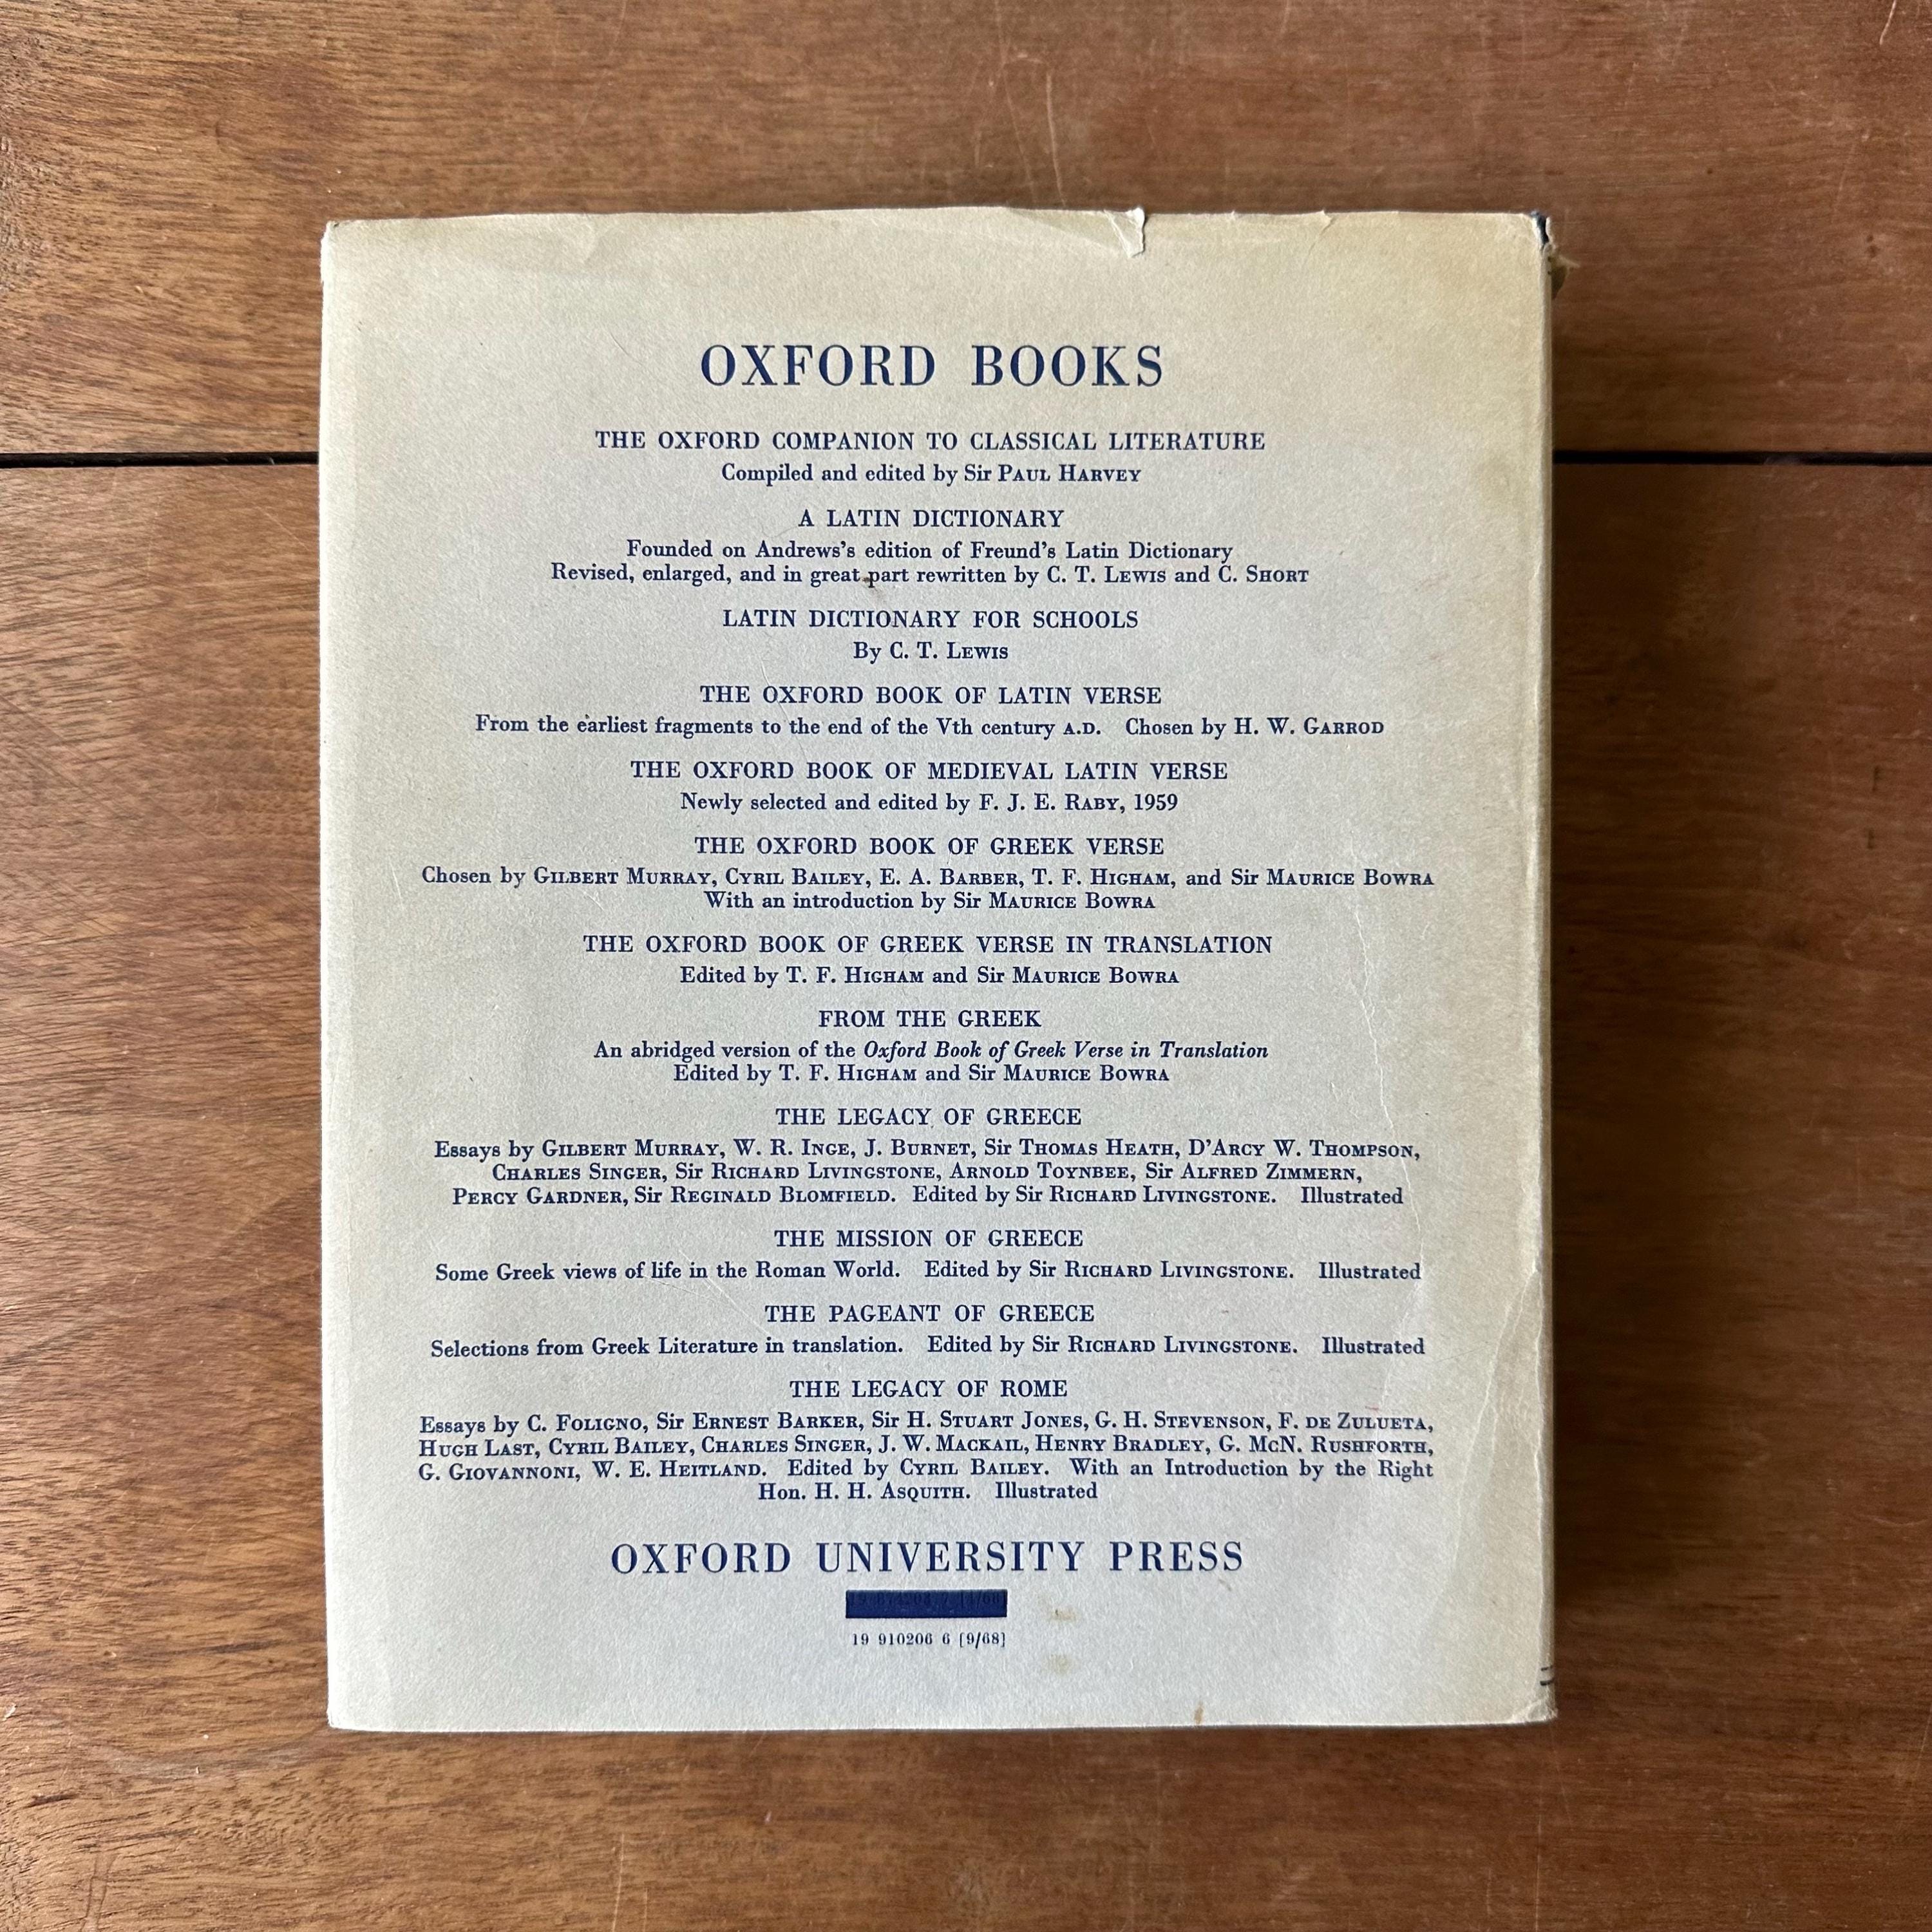 OXFORD BOOKS
THE OXFORD COMPANION TO CLASSICAL LITERATURE
Compiled and edited by Sir PAUL HARVEY
A LATIN DICTIONARY
Founded on Andrews's edition of Freund's Latin Dictionary
Revised, enlarged, and in great part rewritten by C. T. LEWIS and C. SHORT
LATIN DICTIONARY FOR SCHOOLS
By C. T. LEWIS
THE OXFORD BOOK OF LATIN VERSE
From the earliest fragments to the end of the Vth century A.D. Chosen by H. W. GARROD
THE OXFORD BOOK OF MEDIEVAL LATIN VERSE
Newly selected and edited by F. J. E. RABY, 1959
THE OXFORD BOOK OF GREEK VERSE
Chosen by GILBERT MURRAY, CYRIL BAILEY, E. A. BARBER, T. F. HIGHAM, and Sir MAURICE BOWRA
With an introduction by Sir MAURICE BOWRA
THE OXFORD BOOK OF GREEK VERSE IN TRANSLATION
Edited by T. F. HIGHAM and Sir MAURICE BOWRA
FROM THE GREEK
An abridged version of the Oxford Book of Greek Verse in Translation
Edited by T. F. HIGHAM and Sir MAURICE BOWRA
THE LEGACY OF GREECE
Essays by GILBERT MURRAY, W. R. INGE, J. BURNET, Sir THOMAS HEATH, D'ARCY W. THOMPSON,
CHARLES SINGER, Sir RICHARD LIVINGSTONE, ARNOLD TOYNBEE, Sir ALFRED ZIMMERN,
PERCY GARDNER, Sir REGINALD BLOMFIELD. Edited by Sir RICHARD LIVINGSTONE. Illustrated
THE MISSION OF GREECE
Some Greek views of life in the Roman World. Edited by Sir RICHARD LIVINGSTONE. Illustrated
THE PAGEANT OF GREECE
Selections from Greek Literature in translation. Edited by Sir RICHARD LIVINGSTONE. Illustrated
THE LEGACY OF ROME
Essays by C. FOLIGNO, Sir ERNEST BARKER, Sir H. STUART JONES, G. H. STEVENSON, F. DE ZULUETA,
HUGH LAST, CYRIL BAILEY, CHARLES SINGER, J. W. MACKAIL, HENRY BRADLEY, G. MCN. RUSHFORTH,
G. GIOVANNONI, W. E. HEITLAND. Edited by CYRIL BAILEY. With an Introduction by the Right
Hon. H. H. ASQUITH. Illustrated
OXFORD UNIVERSITY PRESS
19 910206 6 [9/68]